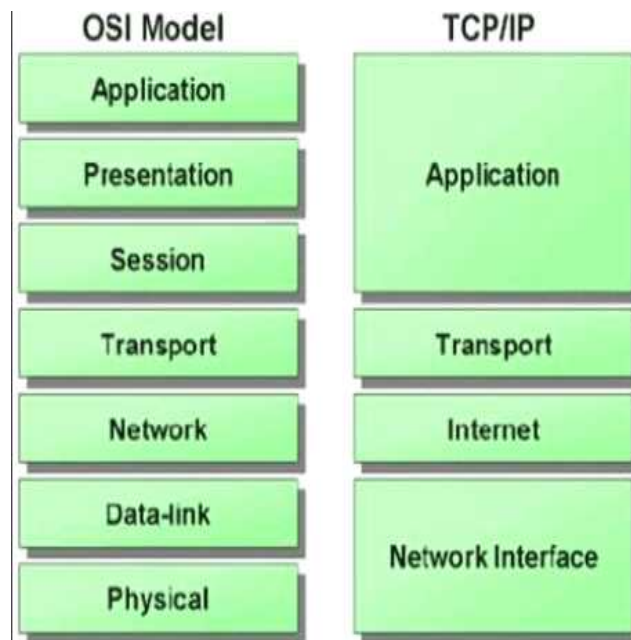 OSI Model
Application
Presentation
Session
Transport
Network
Data-link
Physical
TCP/IP
Application
Transport
Internet
Network Interface